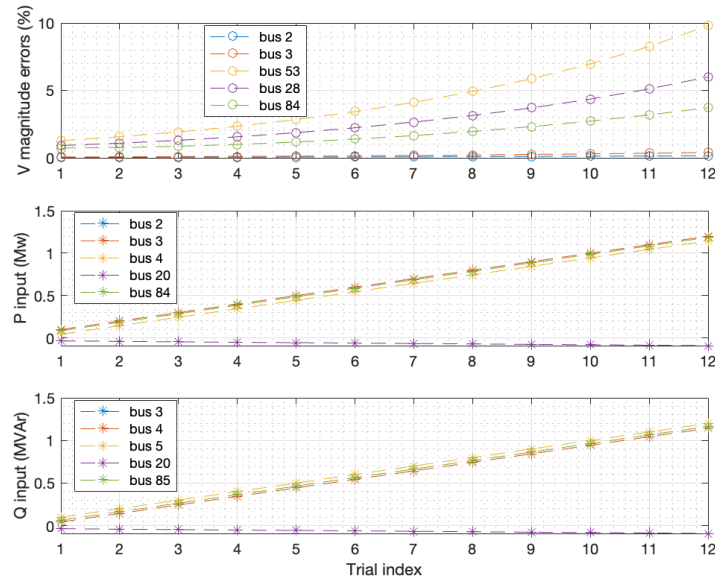 V magnitude errors (%)
10
5
0
bus 2
bus 3
bus 53
bus 28
bus 84
1 2 3 4 5 6 7 8 9 10 11 12
P input (Mw)
1.5
1
0.5
0
bus 2
bus 3
bus 4
bus 20
bus 84
1 2 3 4 5 6 7 8 9 10 11 12
Q input (MVAr)
1.5
1
0.5
0
bus 3
bus 4
bus 5
bus 20
bus 85
1 2 3 4 5 6 7 8 9 10 11 12
Trial index